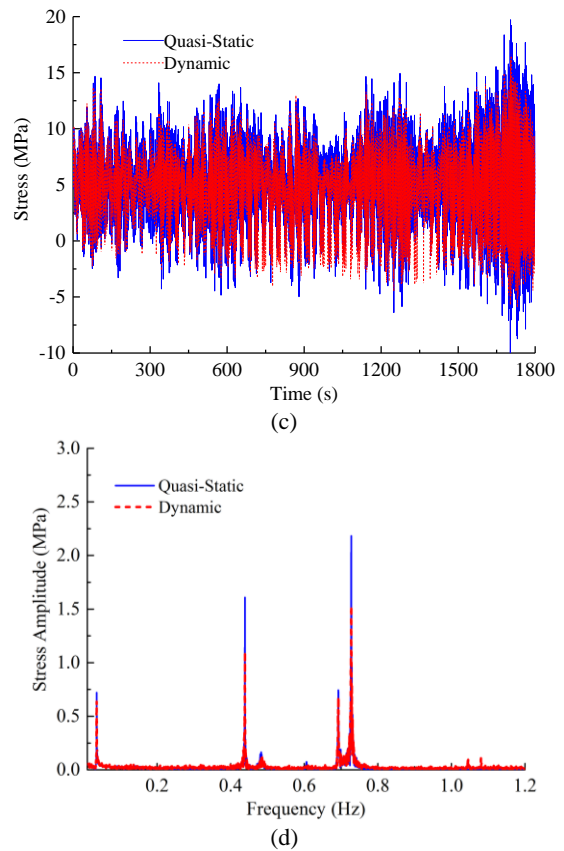 20
15
10
5
0
-5
-10
Stress (MPa)
Quasi-Static
Dynamic
0 300 600 900 1200 1500 1800
Time (s)
(c)
3.0
2.5
2.0
1.5
1.0
0.5
0.0
Stress Amplitude (MPa)
Quasi-Static
Dynamic
0.2 0.4 0.6 0.8 1.0 1.2
Frequency (Hz)
(d)